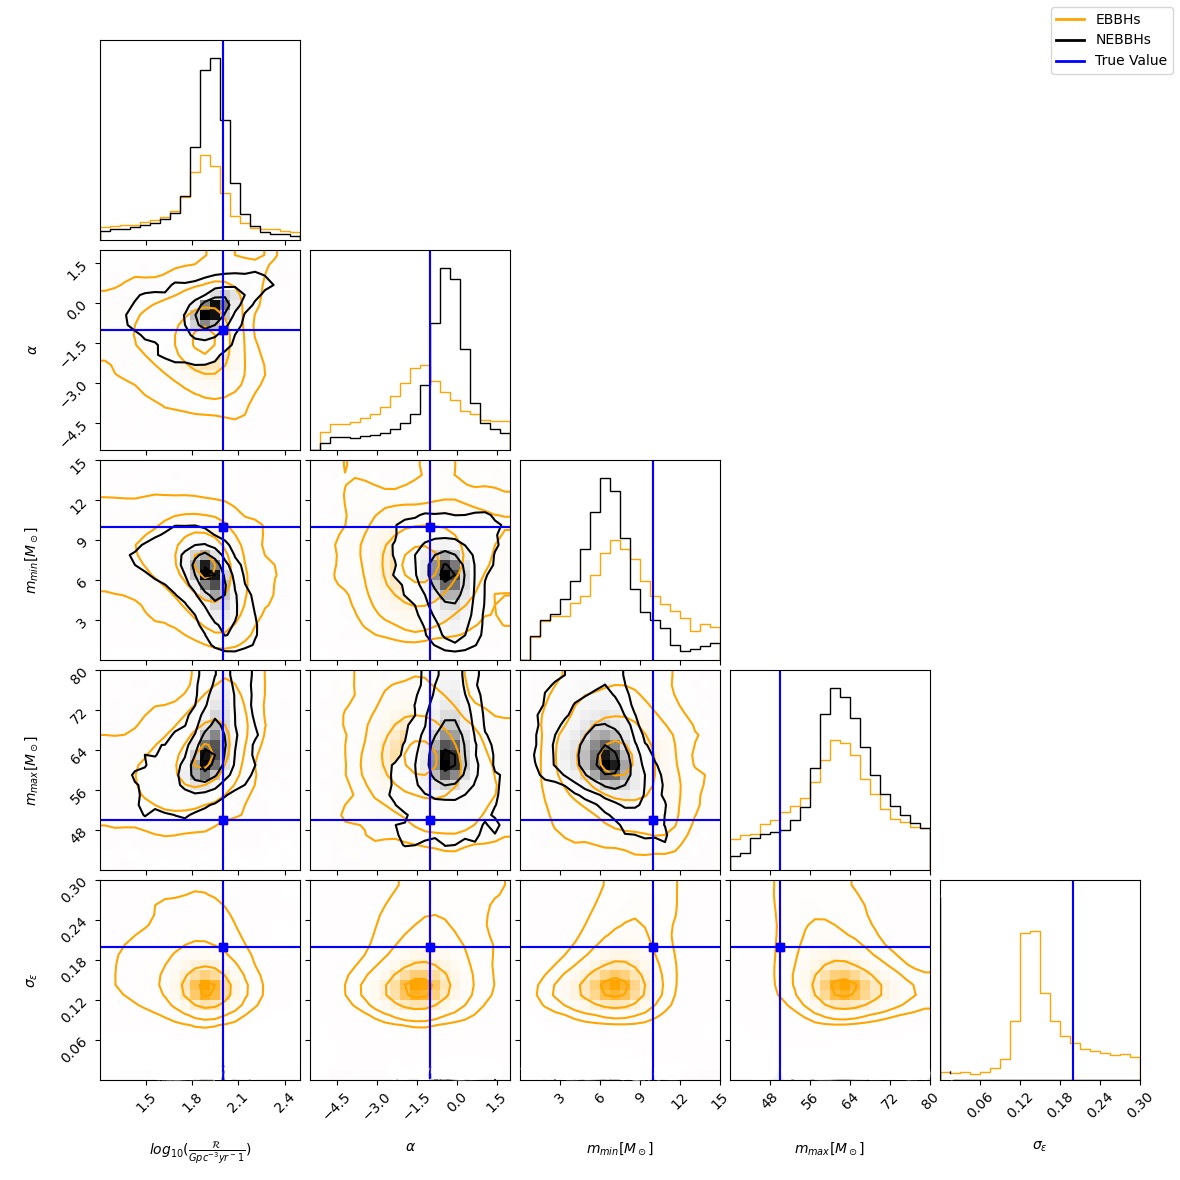 EBBHs
NEBBHs
True Value
1.5
0.0
−1.5
−3.0
−4.5
α
15
12
9
6
3
m_min[M_⊙]
80
72
64
56
48
m_max[M_⊙]
0.30
0.24
0.18
0.12
0.06
σ_ε
1.5 1.8 2.1 2.4 −4.5 −3.0 −1.5 0.0 1.5 3 6 9 12 15 48 56 64 72 80 0.06 0.12 0.18 0.24 0.30
log_10(ℛ/Gpc^−3yr^−1) α m_min[M_⊙] m_max[M_⊙] σ_ε